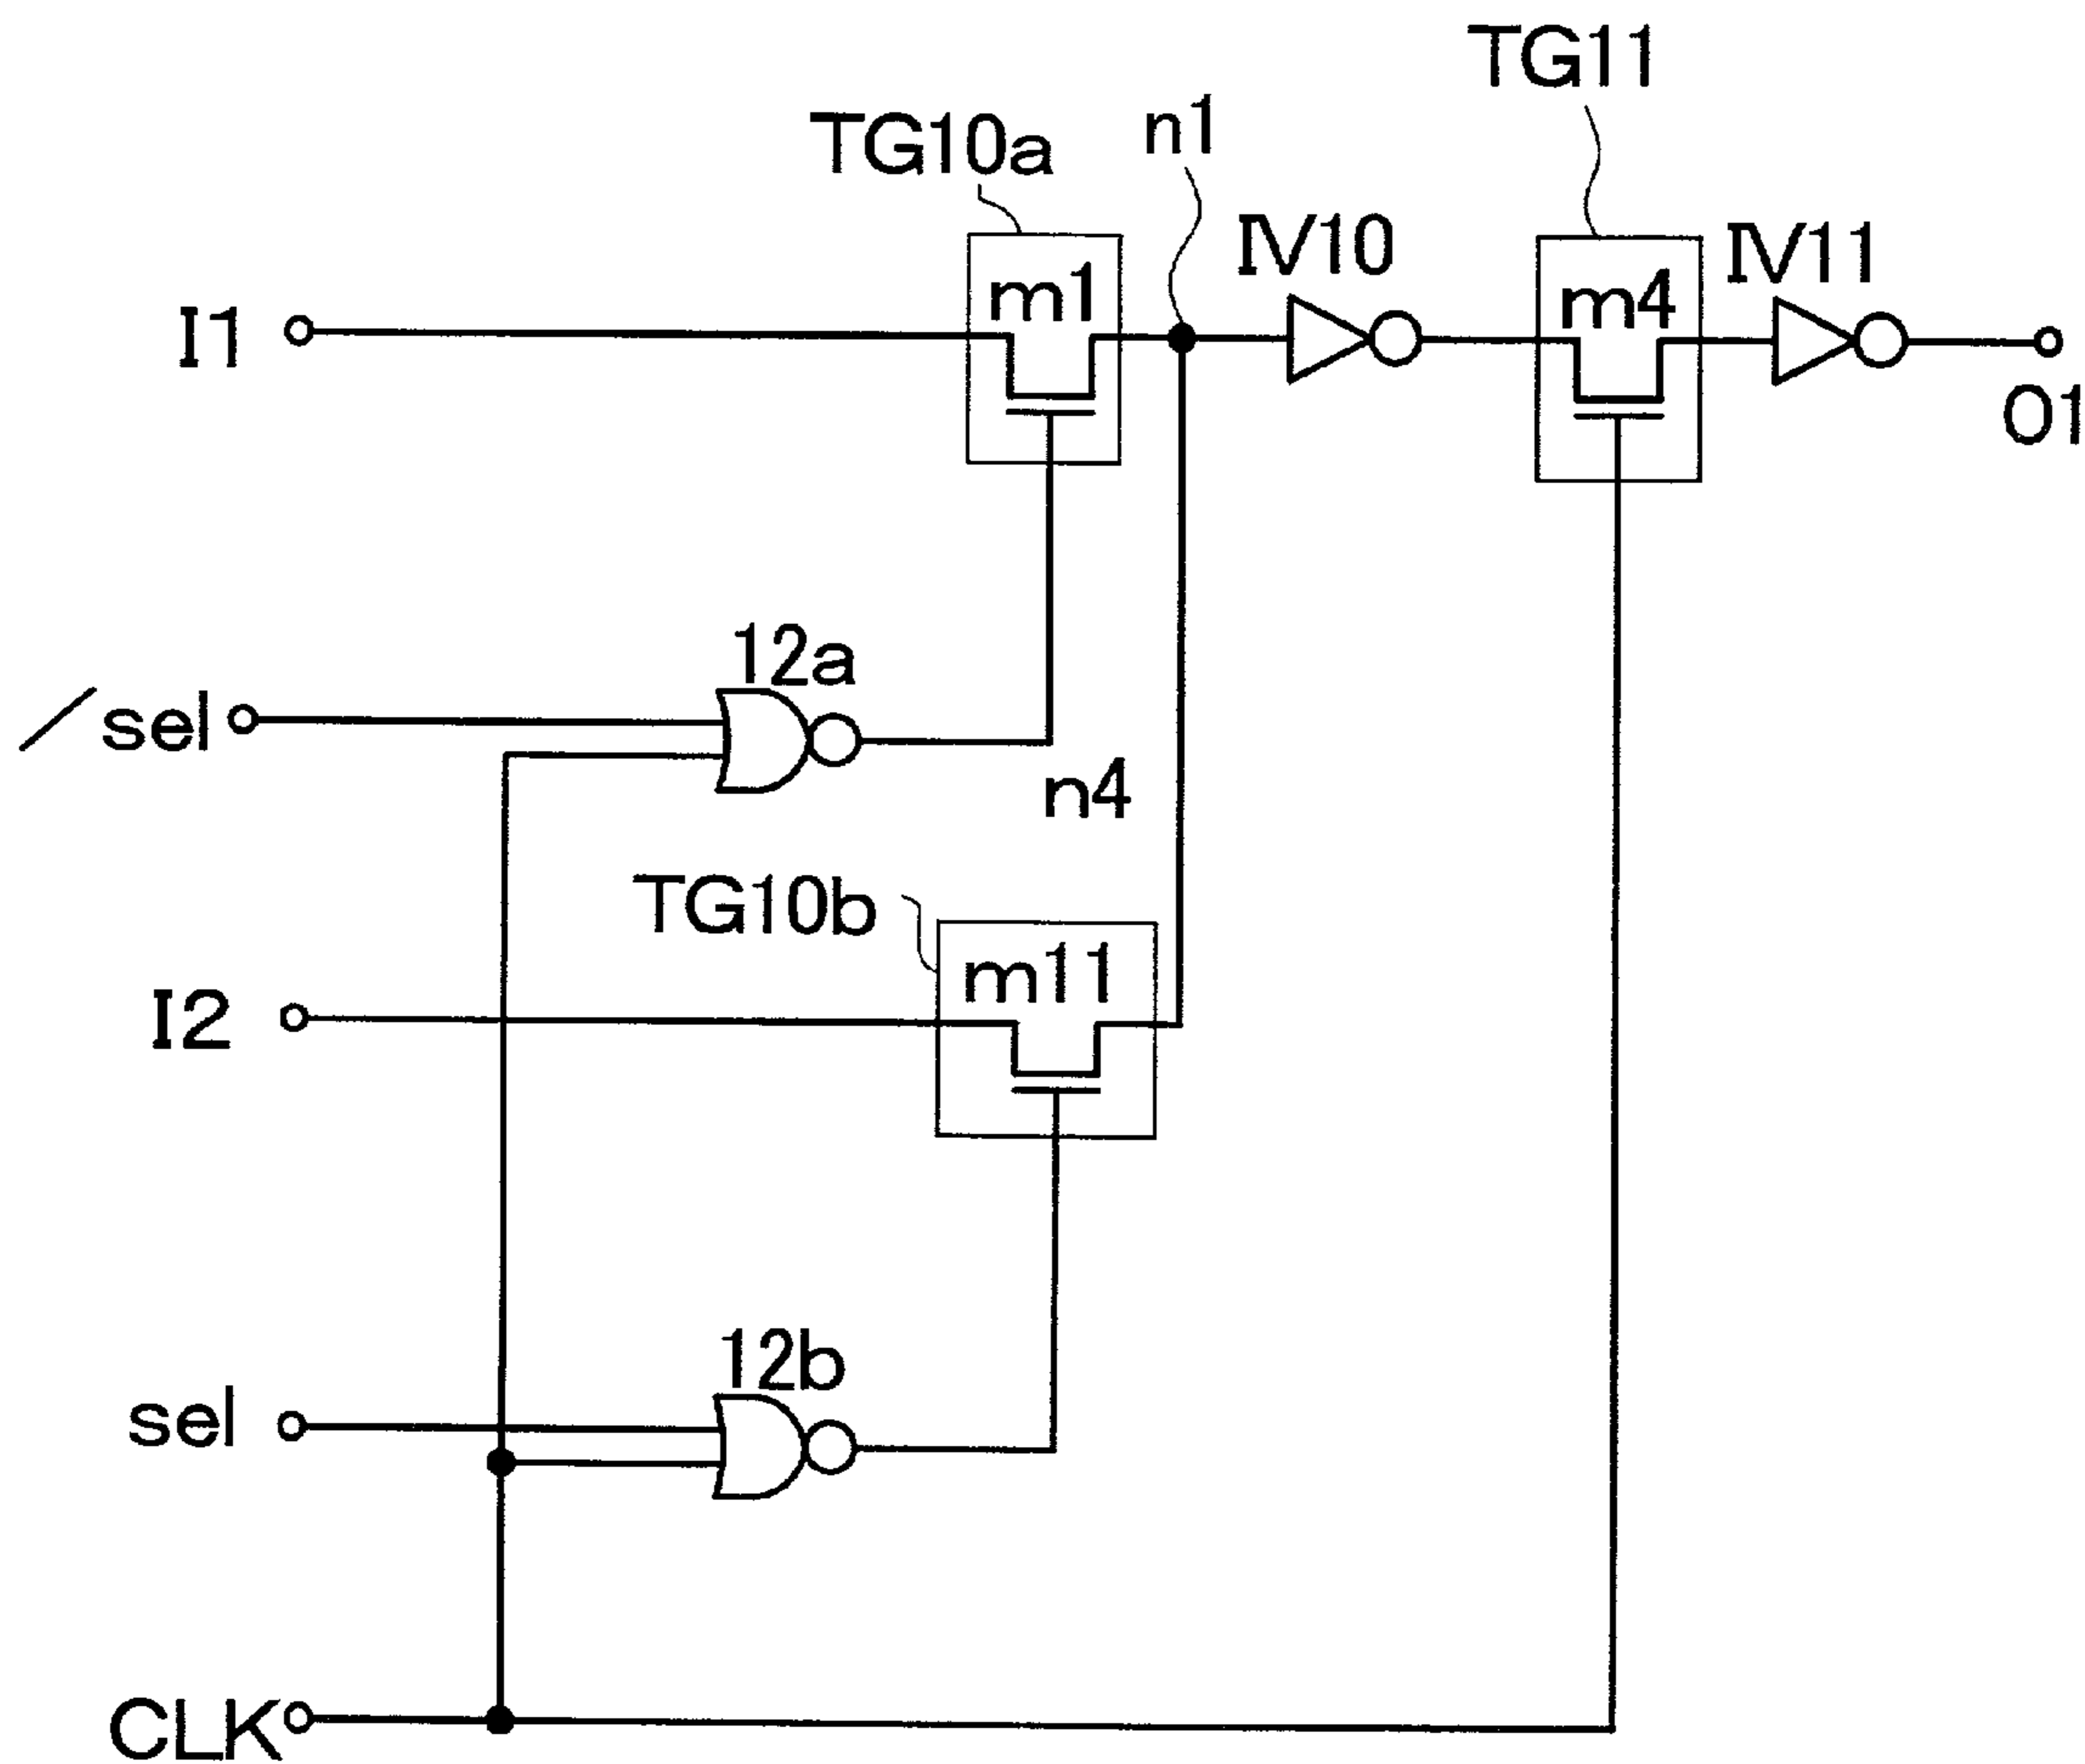 TG11
TG10a
n1
IV10
IV11
m1
m4
I1
O1
12a
/sel
n4
TG10b
m11
I2
12b
sel
CLK